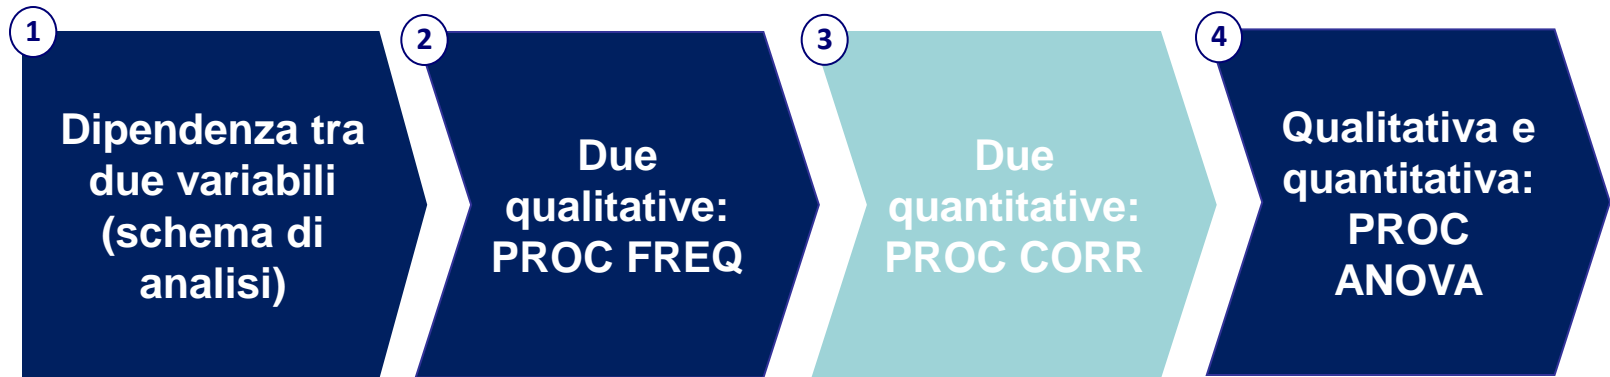 1
Dipendenza tra
due variabili
(schema di
analisi)
2
Due
qualitative:
PROC FREQ
3
Due
quantitative:
PROC CORR
4
Qualitativa e
quantitativa:
PROC
ANOVA